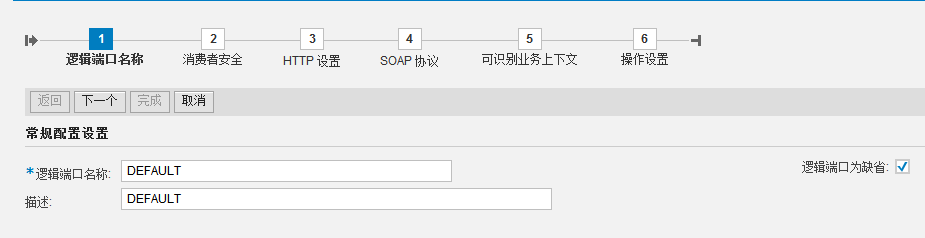 1 2 3 4 5 6
逻辑端口名称 消费者安全 HTTP 设置 SOAP 协议 可识别业务上下文 操作设置
返回 下一个 完成 取消
常规配置设置
*逻辑端口名称: DEFAULT 逻辑端口为缺省:
描述: DEFAULT